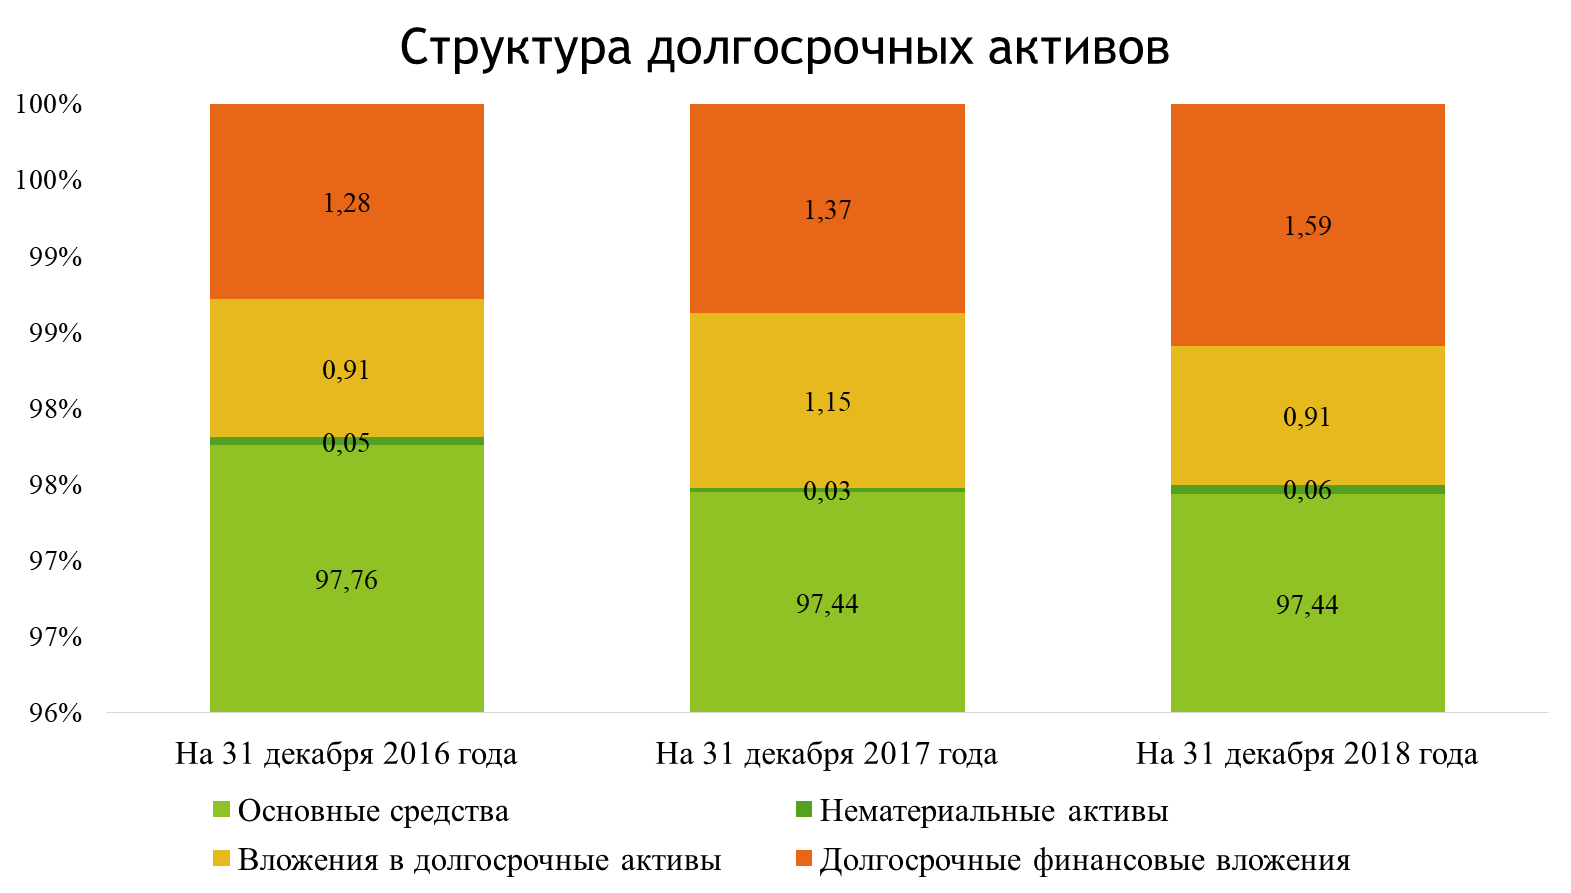 Структура долгосрочных активов
100%
100%
99%
99%
98%
98%
97%
97%
96%
1,28
1,37
1,59
0,91
1,15
0,91
0,05
0,03
0,06
97,76
97,44
97,44
На 31 декабря 2016 года
На 31 декабря 2017 года
На 31 декабря 2018 года
Основные средства
Нематериальные активы
Вложения в долгосрочные активы
Долгосрочные финансовые вложения